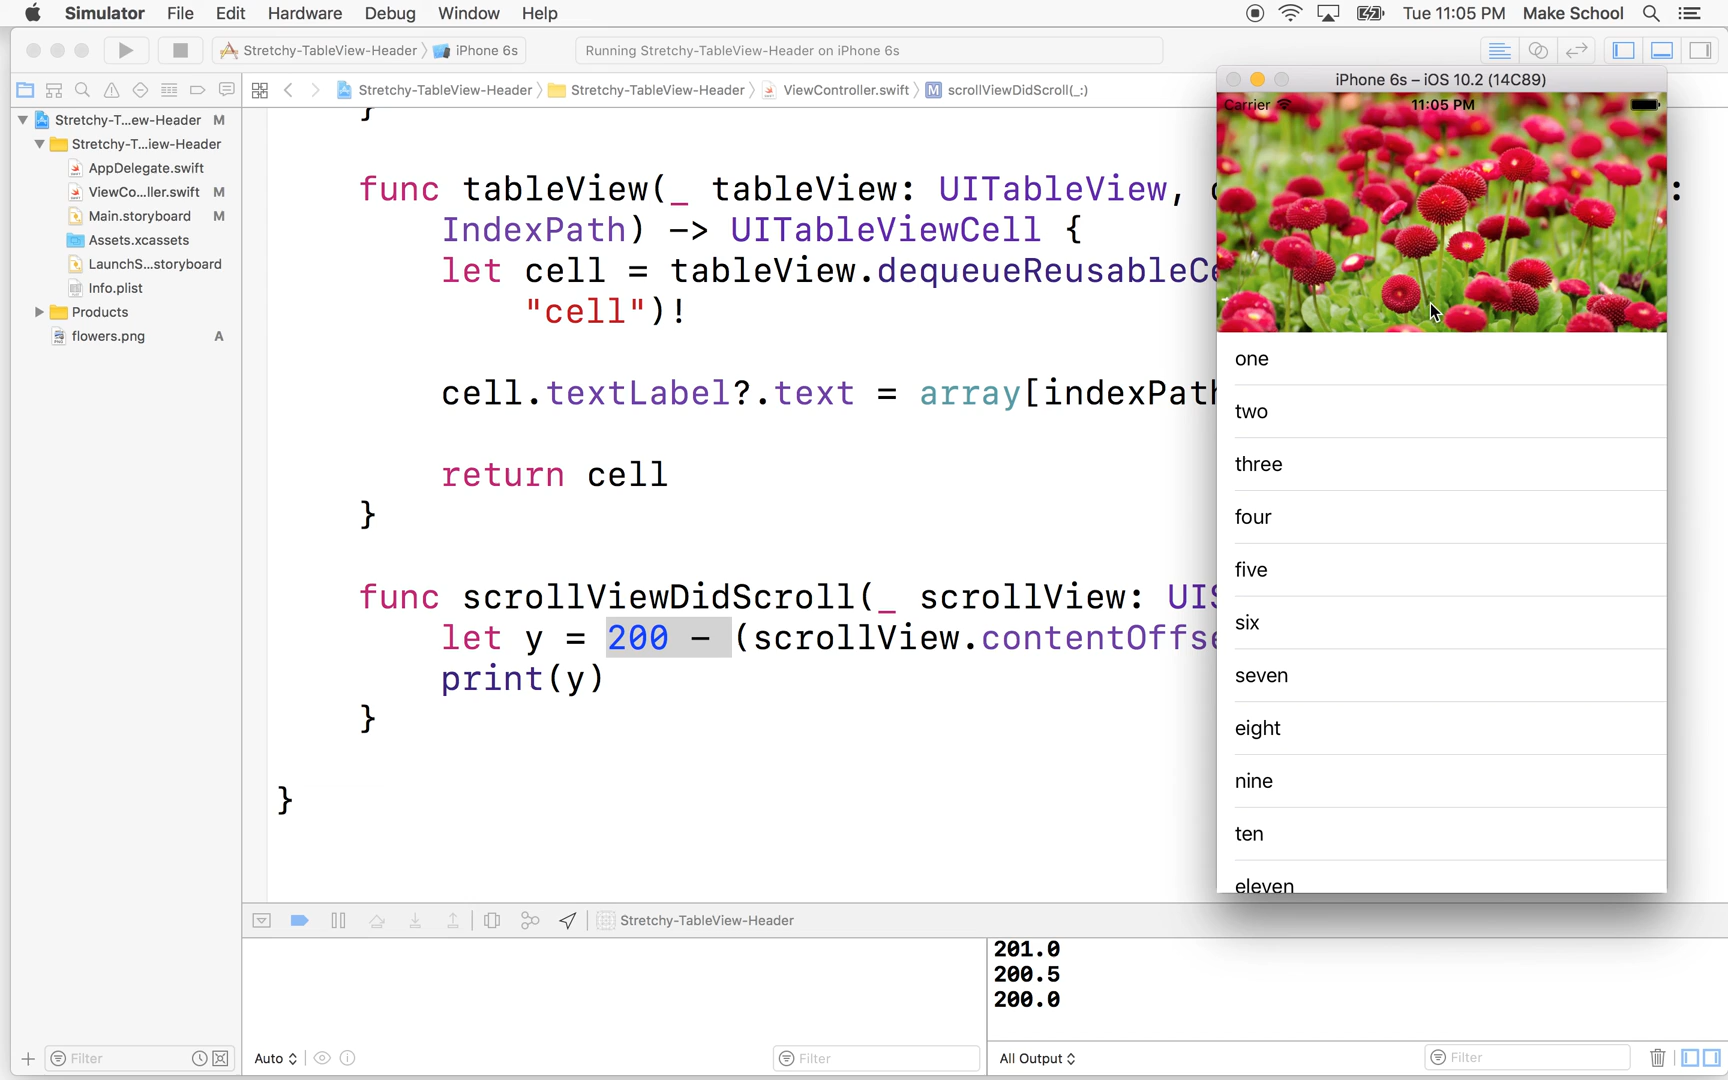 Simulator File Edit Hardware Debug Window Help Tue 11:05 PM Make School
Stretchy-TableView-Header iPhone 6s Running Stretchy-TableView-Header on iPhone 6s
iPhone 6s – iOS 10.2 (14C89)
Stretchy-TableView-Header Stretchy-TableView-Header ViewController.swift M scrollViewDidScroll(_:)
Carrier 11:05 PM
Stretchy-T...ew-Header M
Stretchy-T...iew-Header
AppDelegate.swift
ViewCo...ller.swift M
Main.storyboard M
Assets.xcassets
LaunchS...storyboard
Info.plist
Products
flowers.png A
}
func tableView(_ tableView: UITableView, c :
IndexPath) -> UITableViewCell {
let cell = tableView.dequeueReusableCe
"cell")!
cell.textLabel?.text = array[indexPath
return cell
}
func scrollViewDidScroll(_ scrollView: UIS
let y = 200 - (scrollView.contentOffse
print(y)
}
}
one
two
three
four
five
six
seven
eight
nine
ten
eleven
Stretchy-TableView-Header
201.0
200.5
200.0
Filter Auto Filter All Output Filter